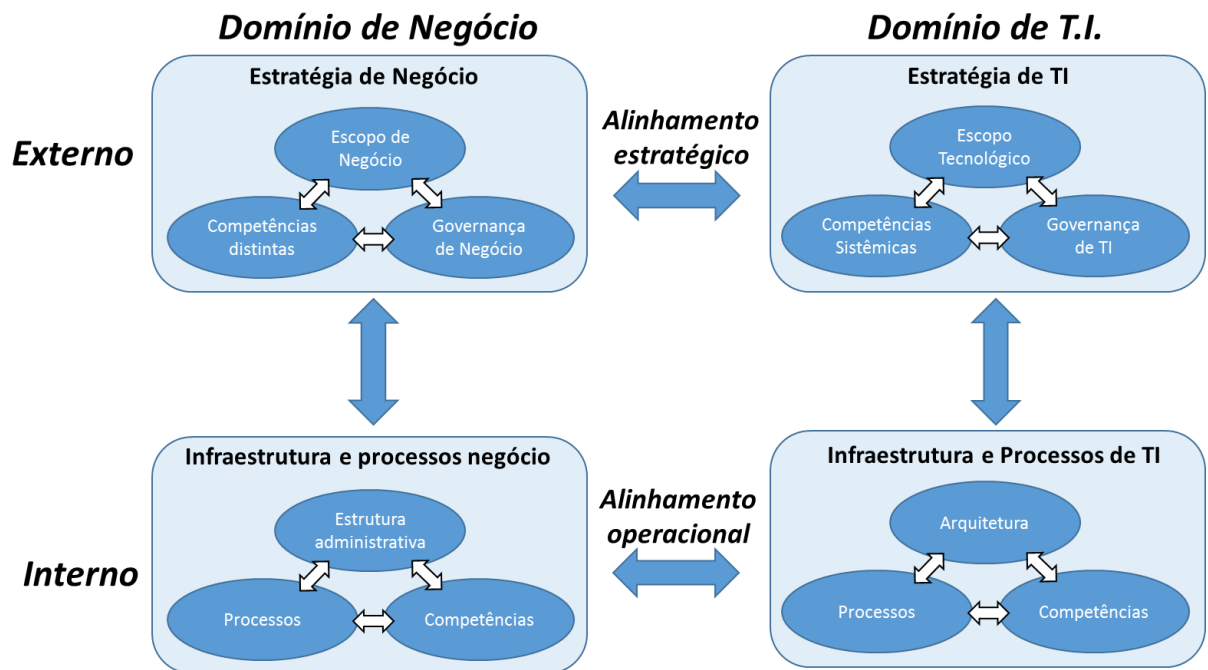 Domínio de Negócio
Domínio de T.I.
Externo
Estratégia de Negócio
Escopo de
Negócio
Competências
distintas
Governança
de Negócio
Alinhamento
estratégico
Estratégia de TI
Escopo
Tecnológico
Competências
Sistêmicas
Governança
de TI
Interno
Infraestrutura e processos negócio
Estrutura
administrativa
Processos
Competências
Alinhamento
operacional
Infraestrutura e Processos de TI
Arquitetura
Processos
Competências